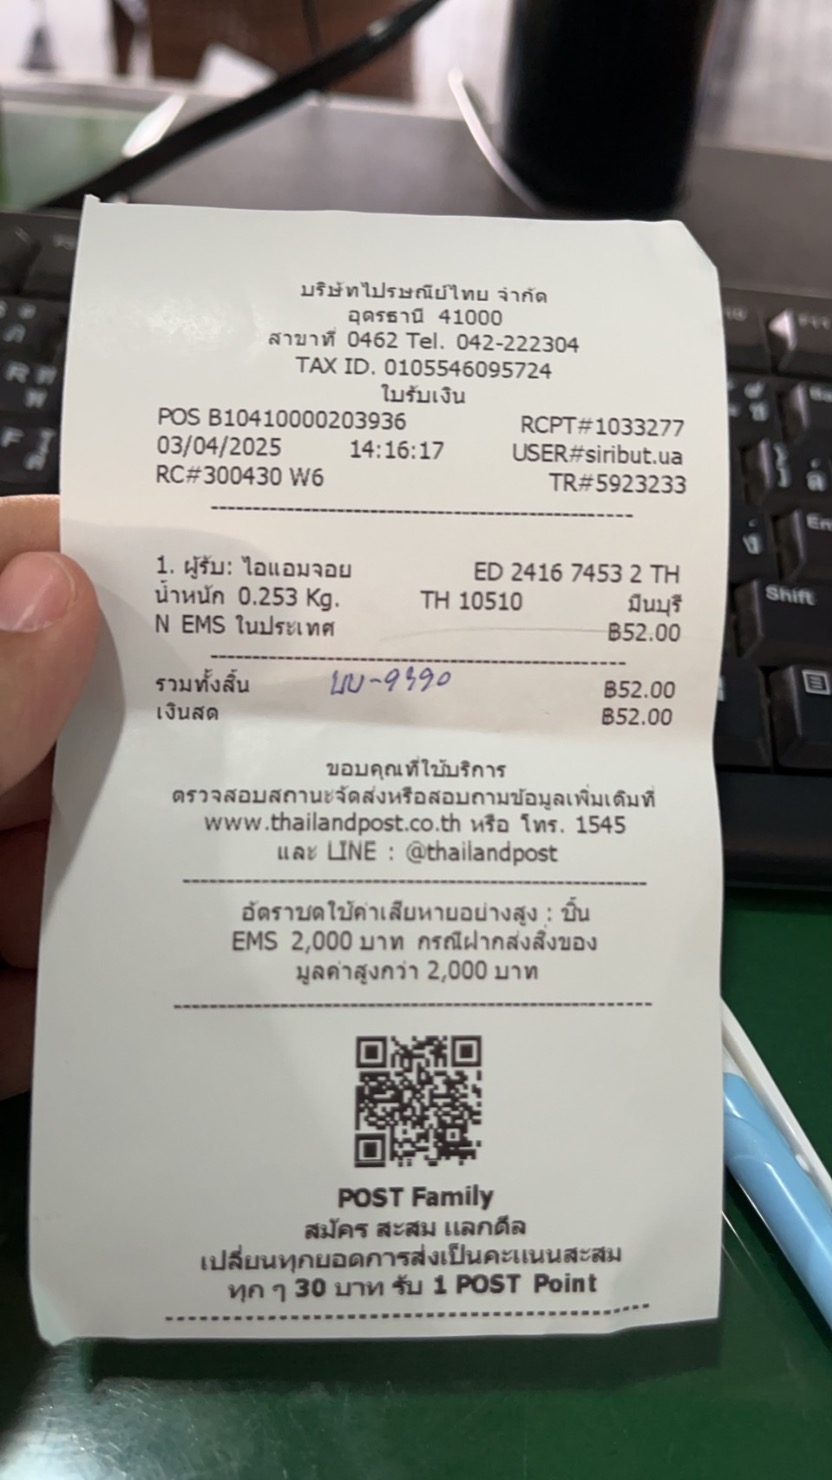 บริษัทไปรษณีย์ไทย จำกัด
อุดรธานี 41000
สาขาที่ 0462 Tel. 042-222304
TAX ID. 0105546095724
ใบรับเงิน
POS B10410000203936 RCPT#1033277
03/04/2025 14:16:17 USER#siribut.ua
RC#300430 W6 TR#5923233
1. ผู้รับ: ไอแอมจอย ED 2416 7453 2 TH
น้ำหนัก 0.253 Kg. TH 10510 มีนบุรี
N EMS ในประเทศ ฿52.00
รวมทั้งสิ้น ฿52.00
เงินสด ฿52.00
ขอบคุณที่ใช้บริการ
ตรวจสอบสถานะจัดส่งหรือสอบถามข้อมูลเพิ่มเติมที่
www.thailandpost.co.th หรือ โทร. 1545
และ LINE : @thailandpost
อัตราชดใช้ค่าเสียหายอย่างสูง : ชิ้น
EMS 2,000 บาท กรณีฝากส่งสิ่งของ
มูลค่าสูงกว่า 2,000 บาท
POST Family
สมัคร สะสม แลกดีล
เปลี่ยนทุกยอดการส่งเป็นคะแนนสะสม
ทุก ๆ 30 บาท รับ 1 POST Point
Shift